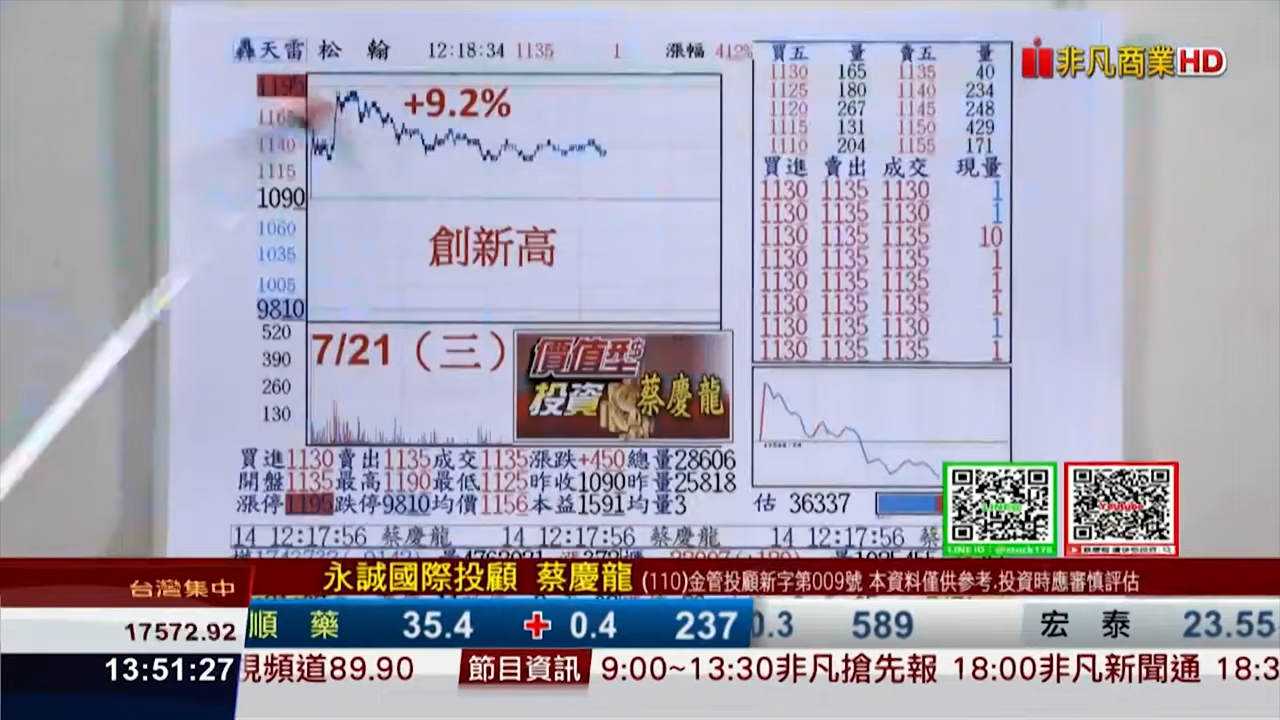 轟天雷 松翰 12:18:34 1135 1 漲幅 412%
非凡商業HD
買五 量 賣五 量
1130 165 1135 40
1125 180 1140 234
1120 267 1145 248
1115 131 1150 429
1110 204 1155 171
買進 賣出 成交 現量
1130 1135 1130 1
1130 1135 1130 1
1130 1135 1135 10
1130 1135 1135 1
1130 1135 1135 1
1130 1135 1135 1
1130 1135 1130 1
1130 1135 1135 1
1195
1165
1140
1115
1090
1060
1035
1005
9810
520
390
260
130
+9.2%
創新高
7/21(三)
價值型$
投資 蔡慶龍
買進1130賣出1135成交1135漲跌+450總量28606
開盤1135最高1190最低1125昨收1090昨量25818
漲停1195跌停9810均價1156本益1591均量3
估 36337
14 12:17:56 蔡慶龍 14 12:17:56 蔡慶龍 14 12:17:56
LINE@
LINE ID : @stock178
Youtube
台灣集中
永誠國際投顧 蔡慶龍 (110)金管投顧新字第009號 本資料僅供參考.投資時應審慎評估
17572.92
順藥 35.4 0.4 237 0.3 589 宏泰 23.55
13:51:27
視頻道89.90 節目資訊 9:00~13:30非凡搶先報 18:00非凡新聞通 18:3